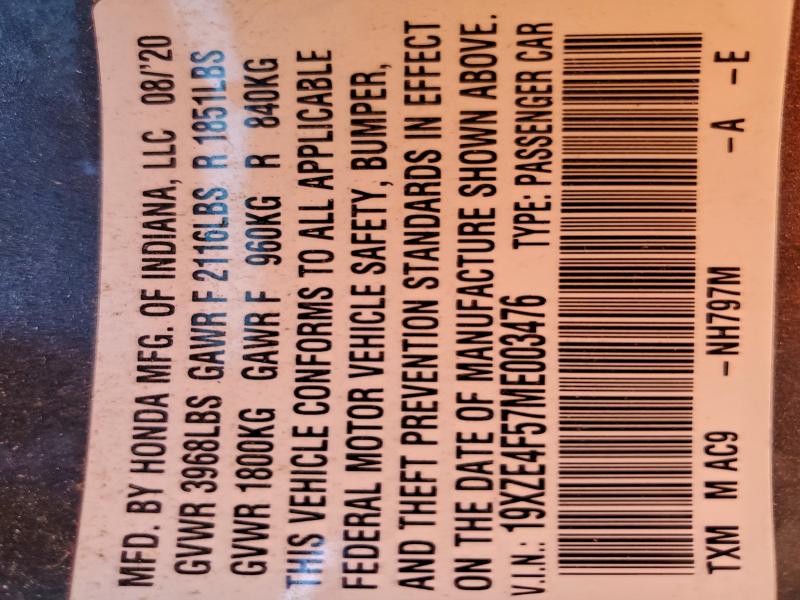 MFD. BY HONDA MFG. OF INDIANA, LLC 08/'20
GVWR 3968LBS GAWR F 2116LBS R 1851LBS
GVWR 1800KG GAWR F 960KG R 840KG
THIS VEHICLE CONFORMS TO ALL APPLICABLE
FEDERAL MOTOR VEHICLE SAFETY, BUMPER,
AND THEFT PREVENTION STANDARDS IN EFFECT
ON THE DATE OF MANUFACTURE SHOWN ABOVE.
V.I.N.: 19XZE4F57ME003476 TYPE: PASSENGER CAR
TXM M AC9 -NH797M -A -E